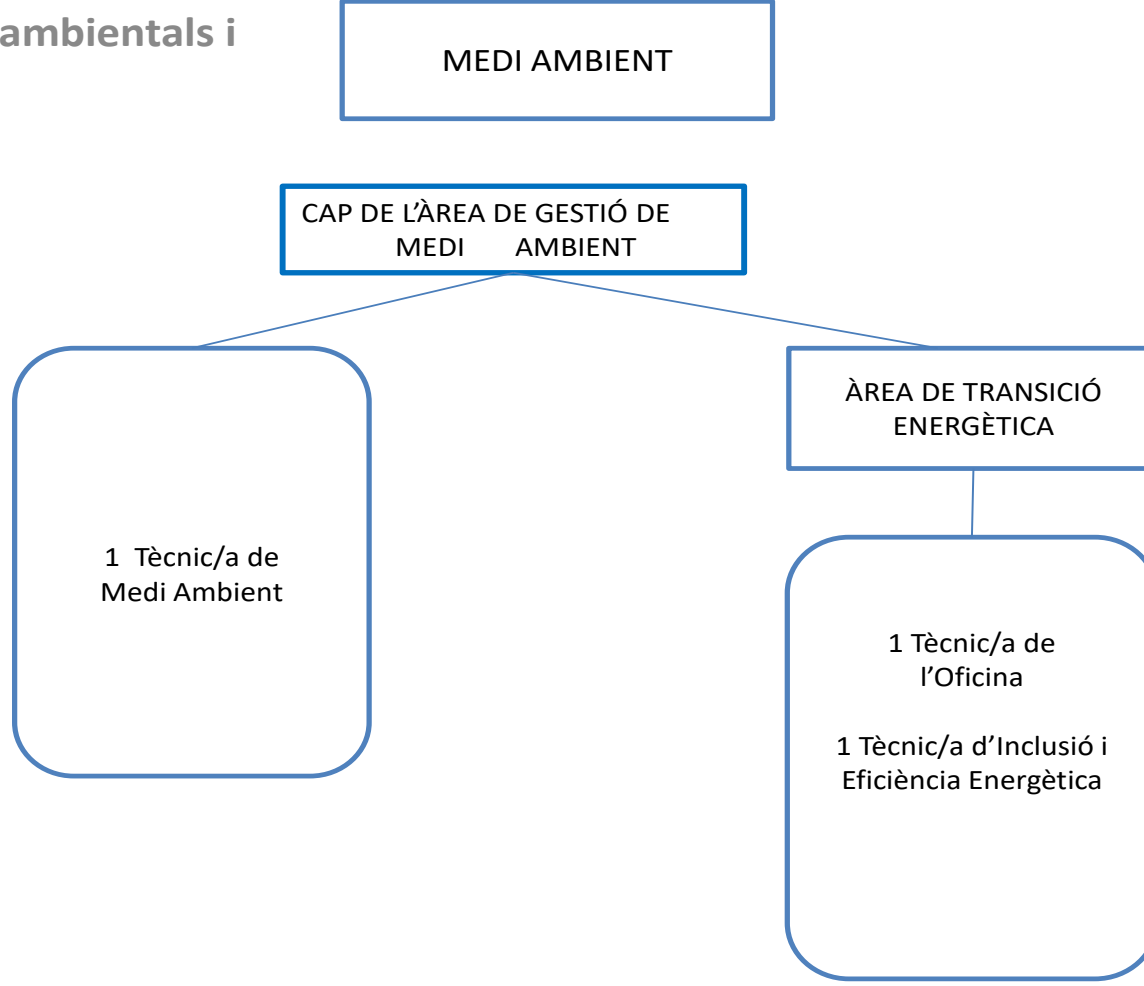 ambientals i
MEDI AMBIENT
CAP DE L’ÀREA DE GESTIÓ DE
MEDI AMBIENT
ÀREA DE TRANSICIÓ
ENERGÈTICA
1 Tècnic/a de
Medi Ambient
1 Tècnic/a de
l’Oficina
1 Tècnic/a d’Inclusió i
Eficiència Energètica